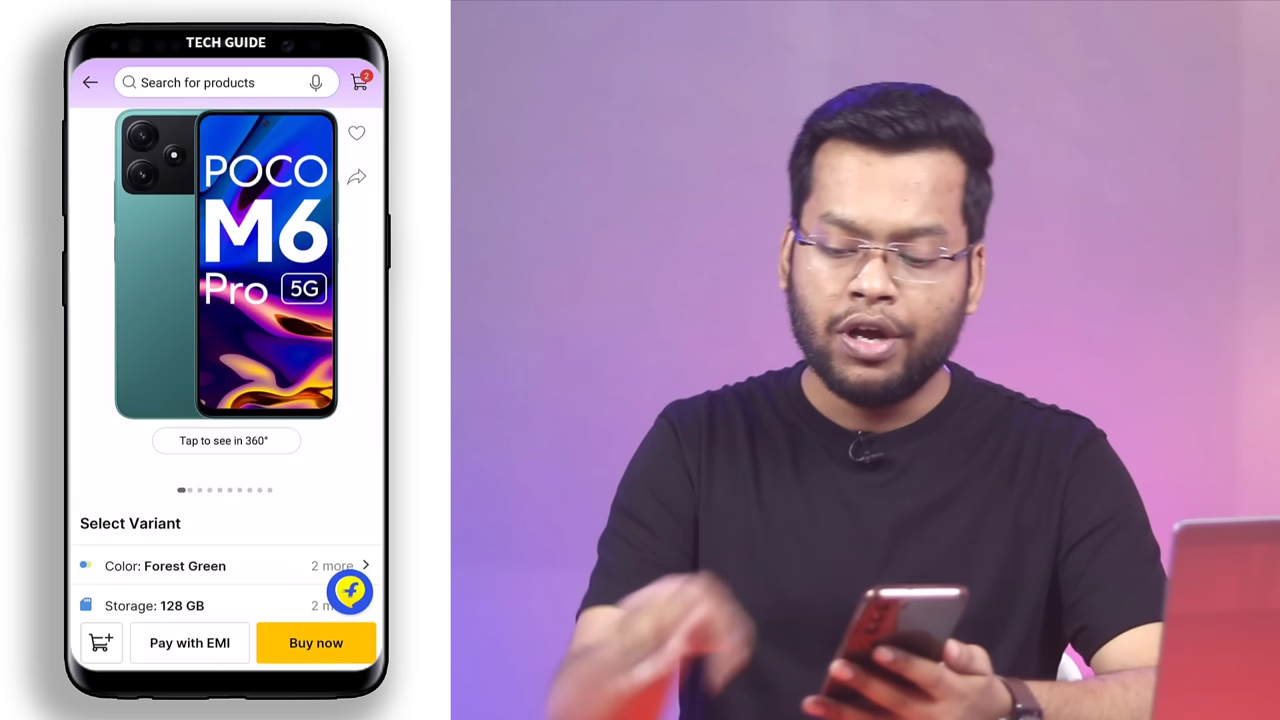 TECH GUIDE
Search for products
2
POCO
M6
Pro 5G
Tap to see in 360°
Select Variant
Color: Forest Green
2 more
Storage: 128 GB
Pay with EMI
Buy now